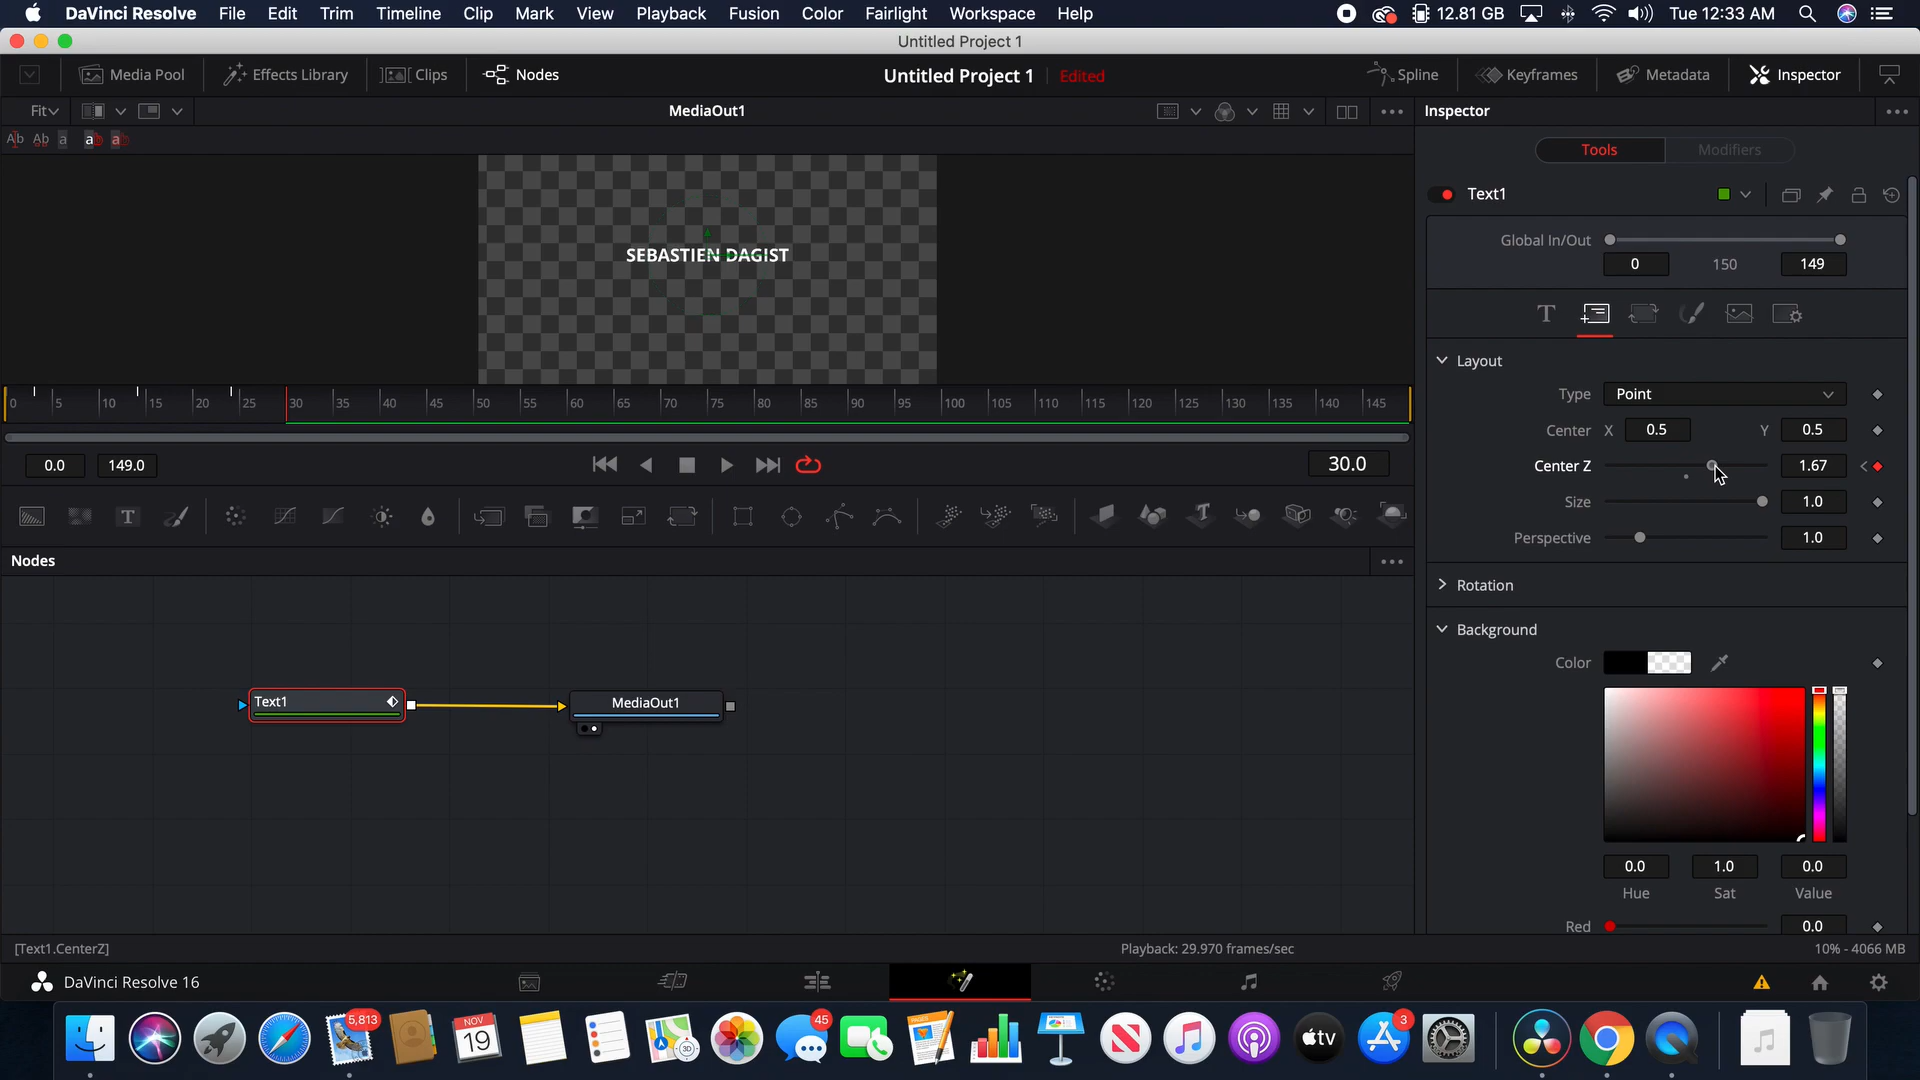 DaVinci Resolve File Edit Trim Timeline Clip Mark View Playback Fusion Color Fairlight Workspace Help 12.81 GB Tue 12:33 AM
Untitled Project 1
Media Pool Effects Library Clips Nodes Untitled Project 1 Edited Spline Keyframes Metadata Inspector
Fit MediaOut1 Inspector
Ab Ab a a a
Tools Modifiers
Text1
SEBASTIEN DAGIST
Global In/Out
0 150 149
T
Layout
Type Point
0 5 10 15 20 25 30 35 40 45 50 55 60 65 70 75 80 85 90 95 100 105 110 115 120 125 130 135 140 145
Center X 0.5 Y 0.5
0.0 149.0 30.0
Center Z 1.67
Size 1.0
Perspective 1.0
Nodes
Rotation
Background
Color
Text1 MediaOut1
0.0 1.0 0.0
Hue Sat Value
Red 0.0
[Text1.CenterZ] Playback: 29.970 frames/sec 10% - 4066 MB
DaVinci Resolve 16
5,813 NOV 19 45 3D tv 3